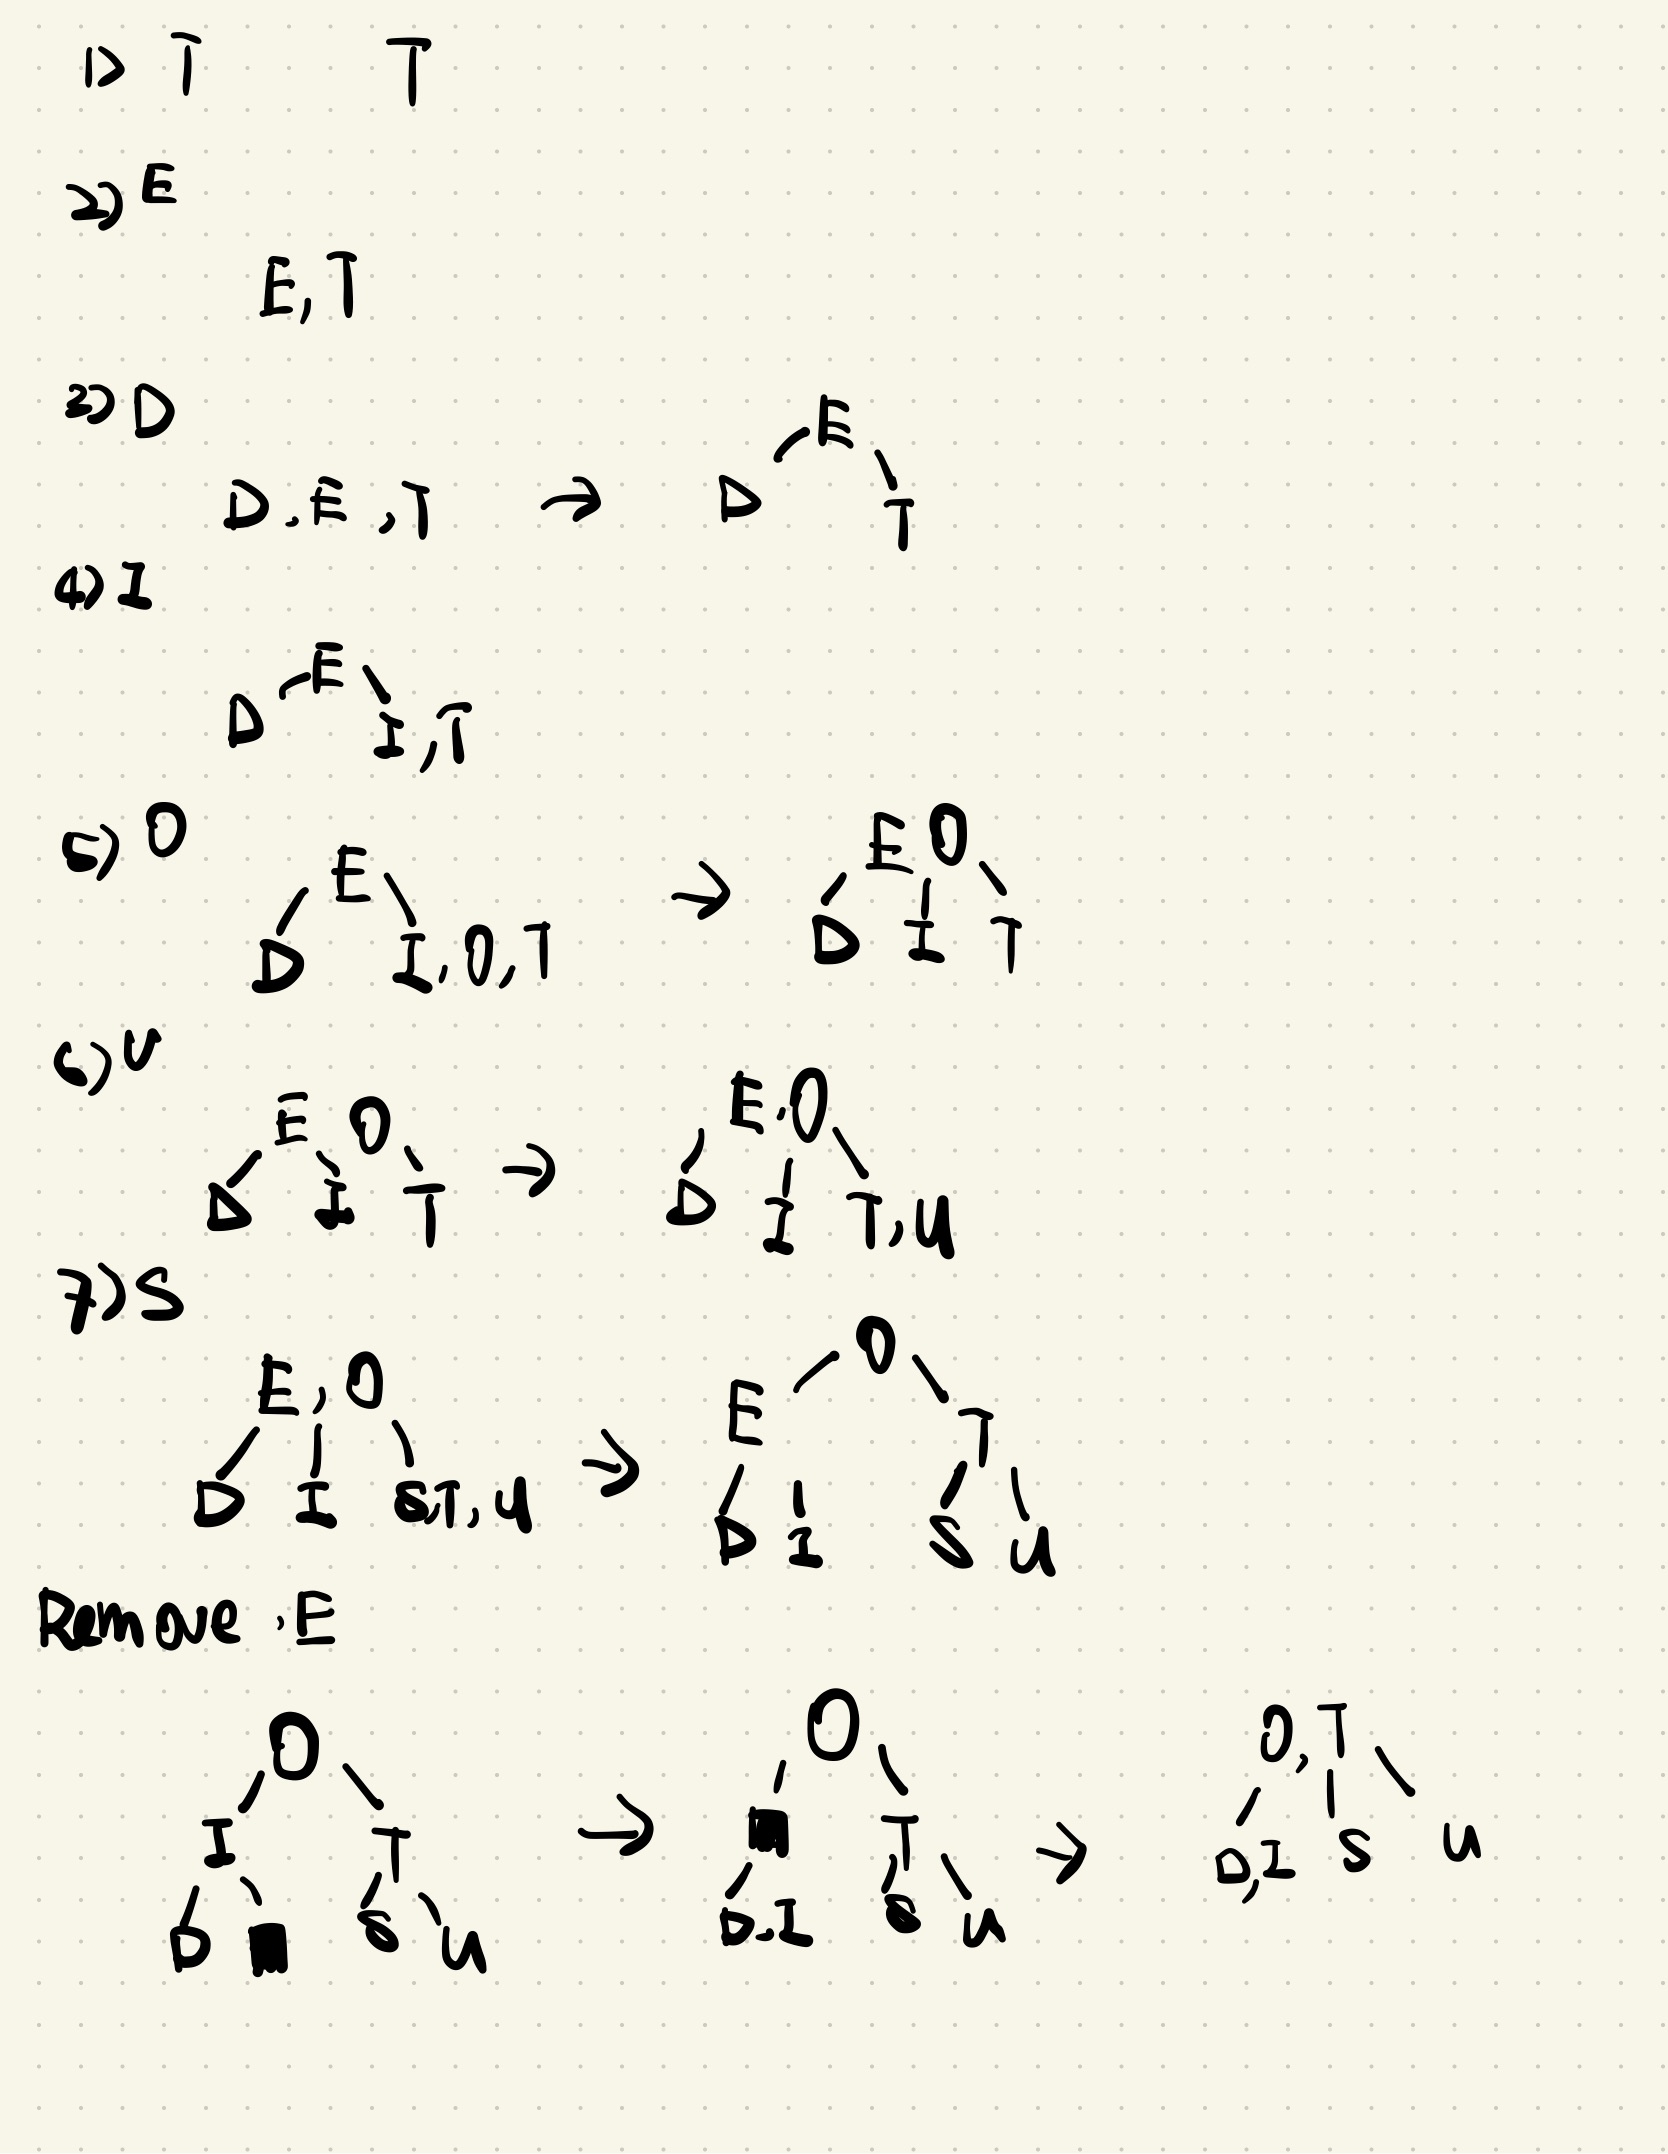 1) T T
2) E
E, T
3) D
E
D. E, T → D T
4) I
E
D I, T
5) O
E → E O
D I, O, T D I T
6) U
E O → E, O
D I T D I T, U
7) S
O
E, O → E T
D I S T, U D I S U
Remove . E
O O O, T
I T → T → D, I S U
D S U D. I S U